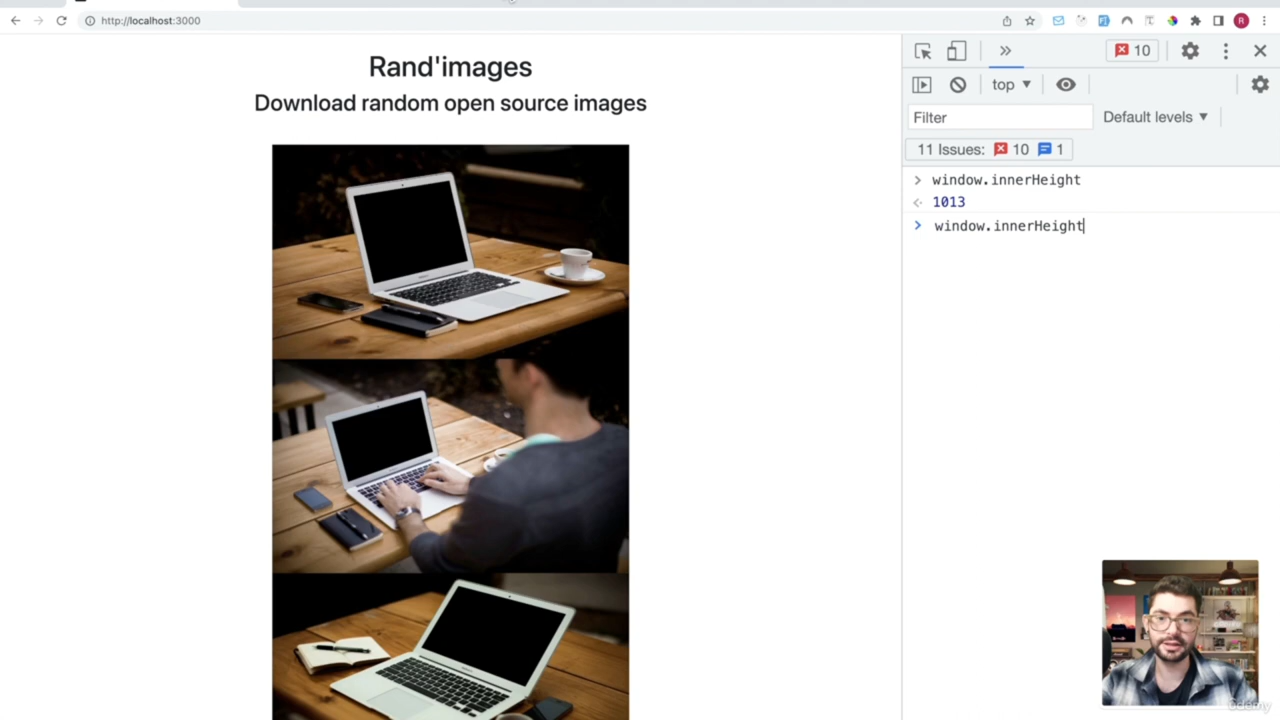 http://localhost:3000
R
Rand'images
Download random open source images
10
top
Filter
Default levels
11 Issues: 10 1
window.innerHeight
1013
window.innerHeight
ûdemy